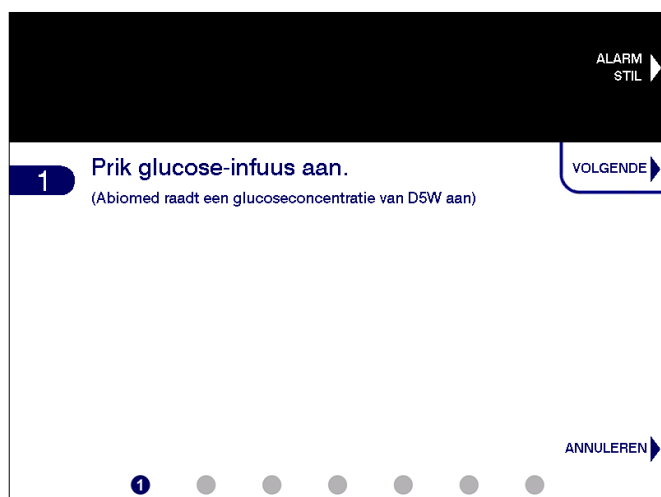 ALARM
STIL
1
Prik glucose-infuus aan.
(Abiomed raadt een glucoseconcentratie van D5W aan)
VOLGENDE
ANNULEREN
1